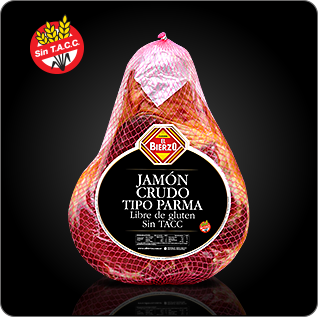 Sin T.A.C.C.
EL
BIERZO
JAMÓN
CRUDO
TIPO PARMA
Libre de gluten
Sin TACC